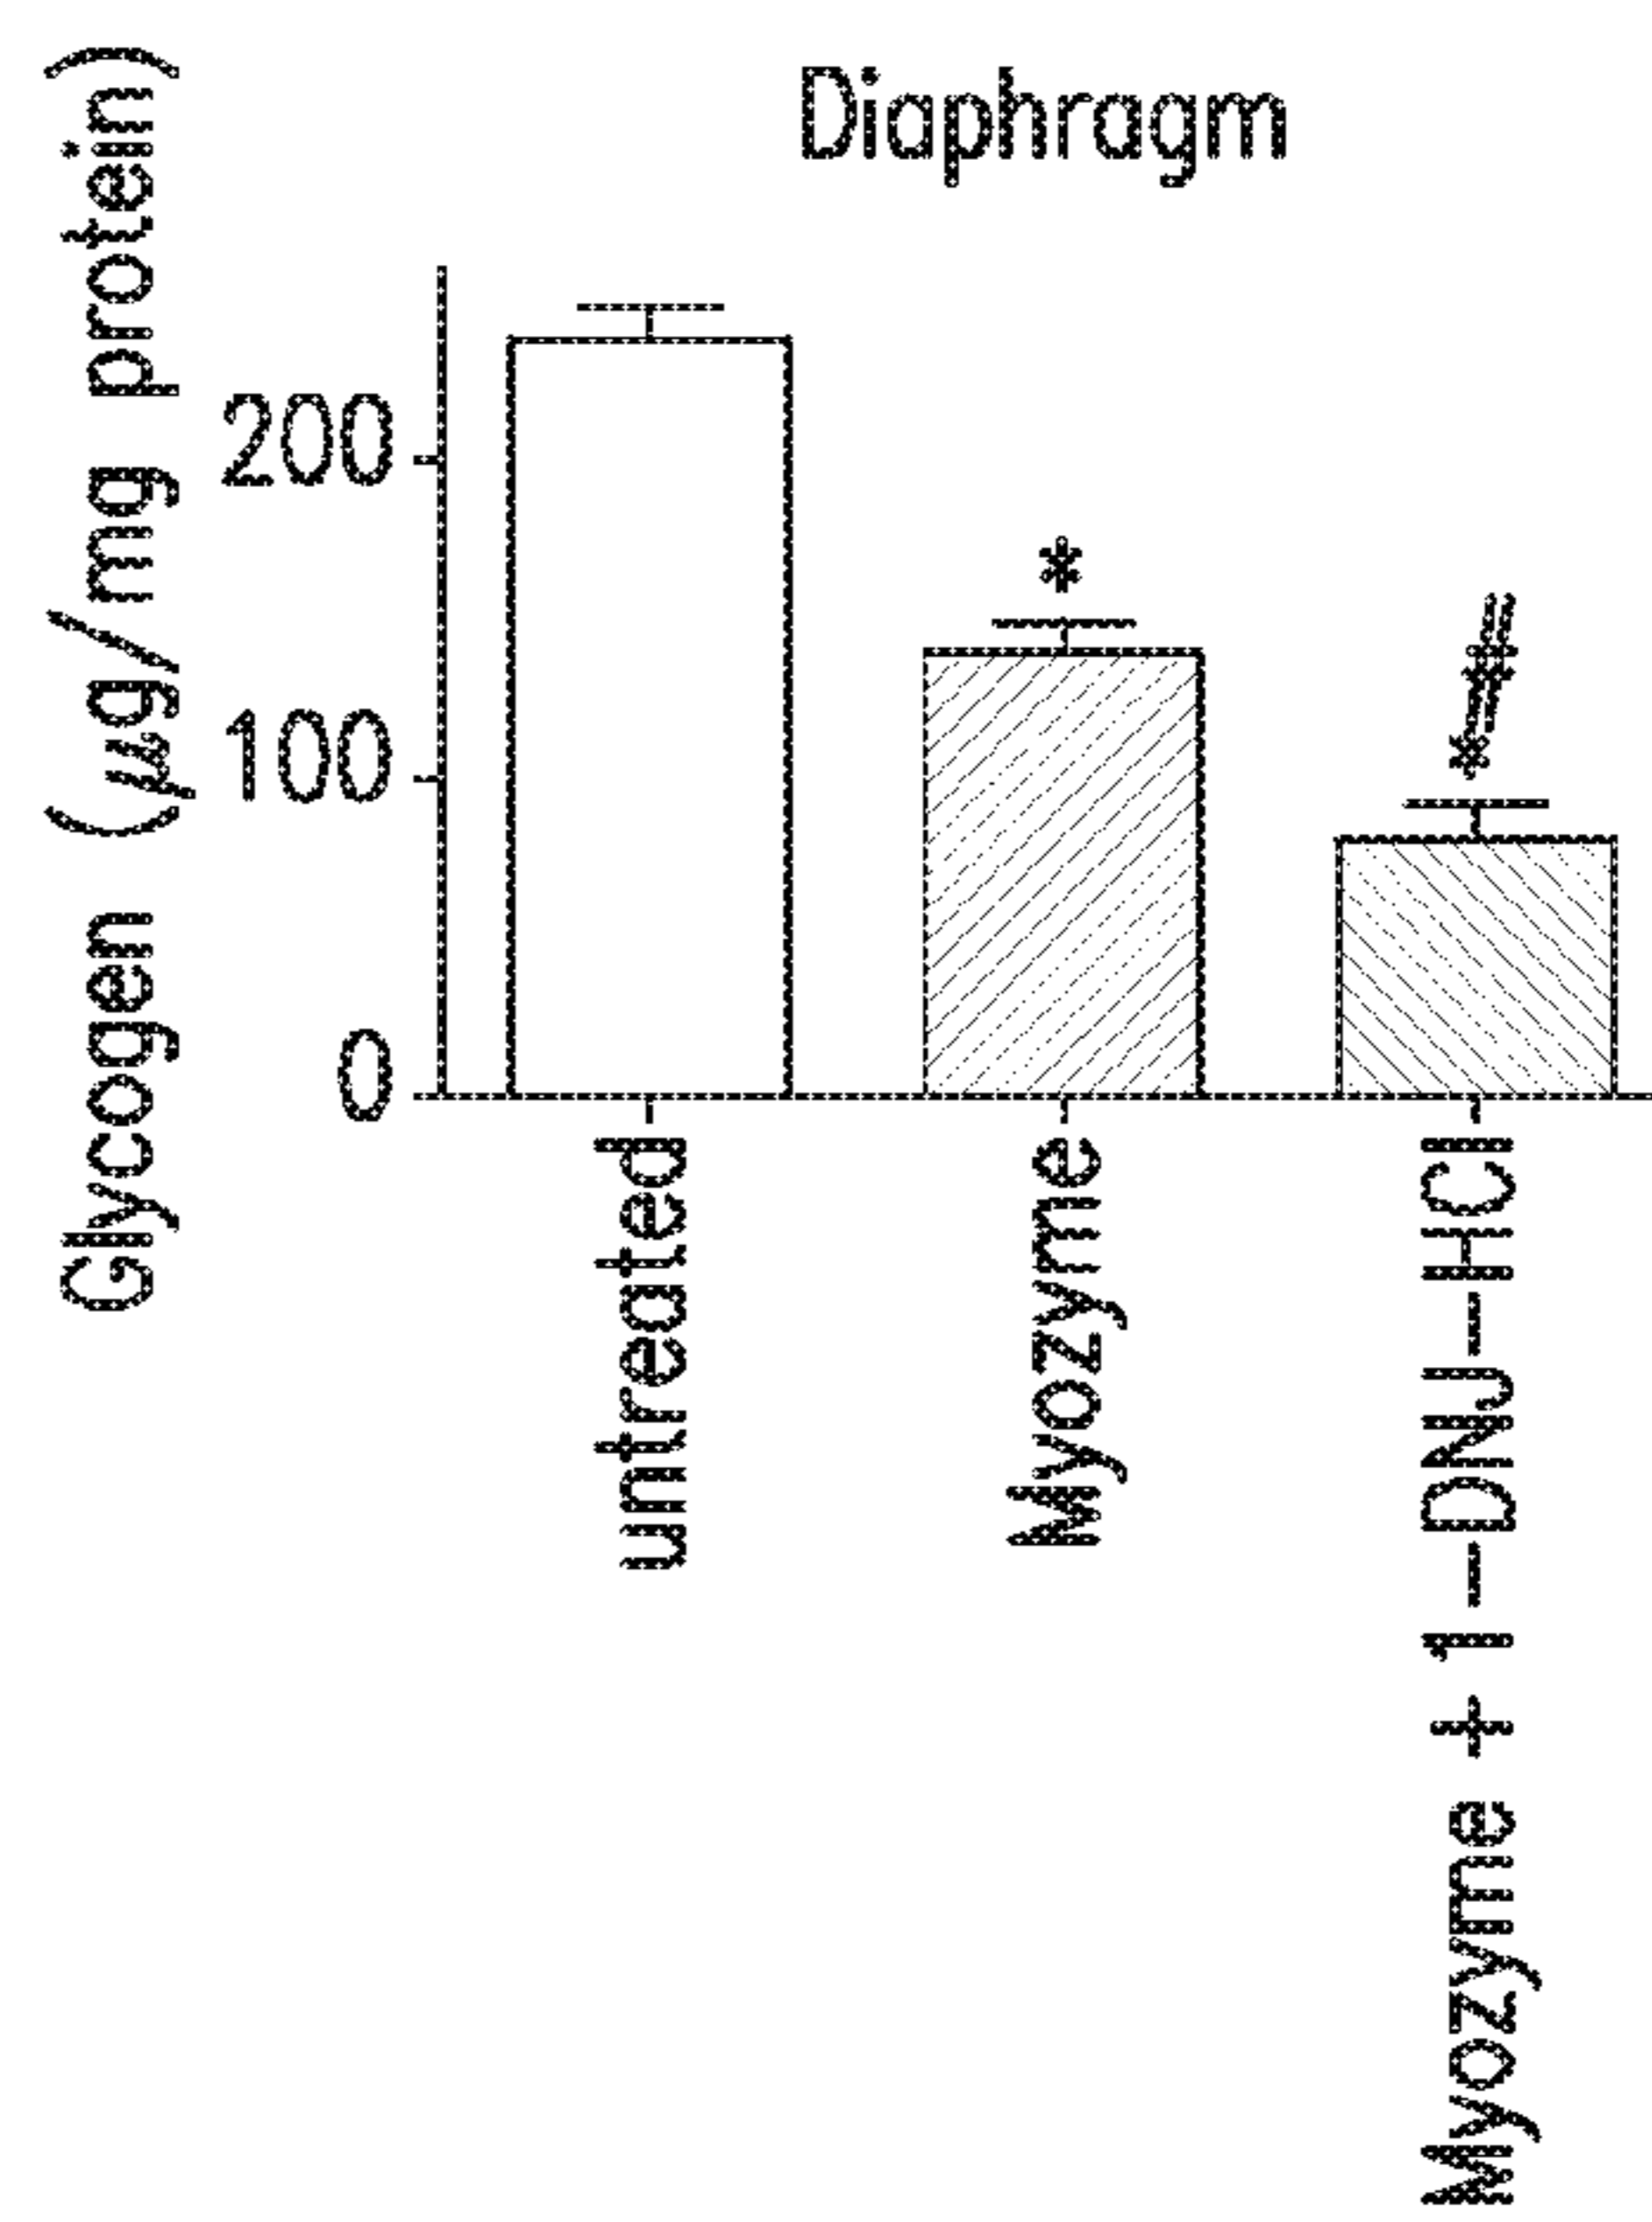 Diaphragm
Glycogen (µg/mg protein)
200
100
0
*
*#
untreated
Myozyme
Myozyme + 1-DNJ-HCl